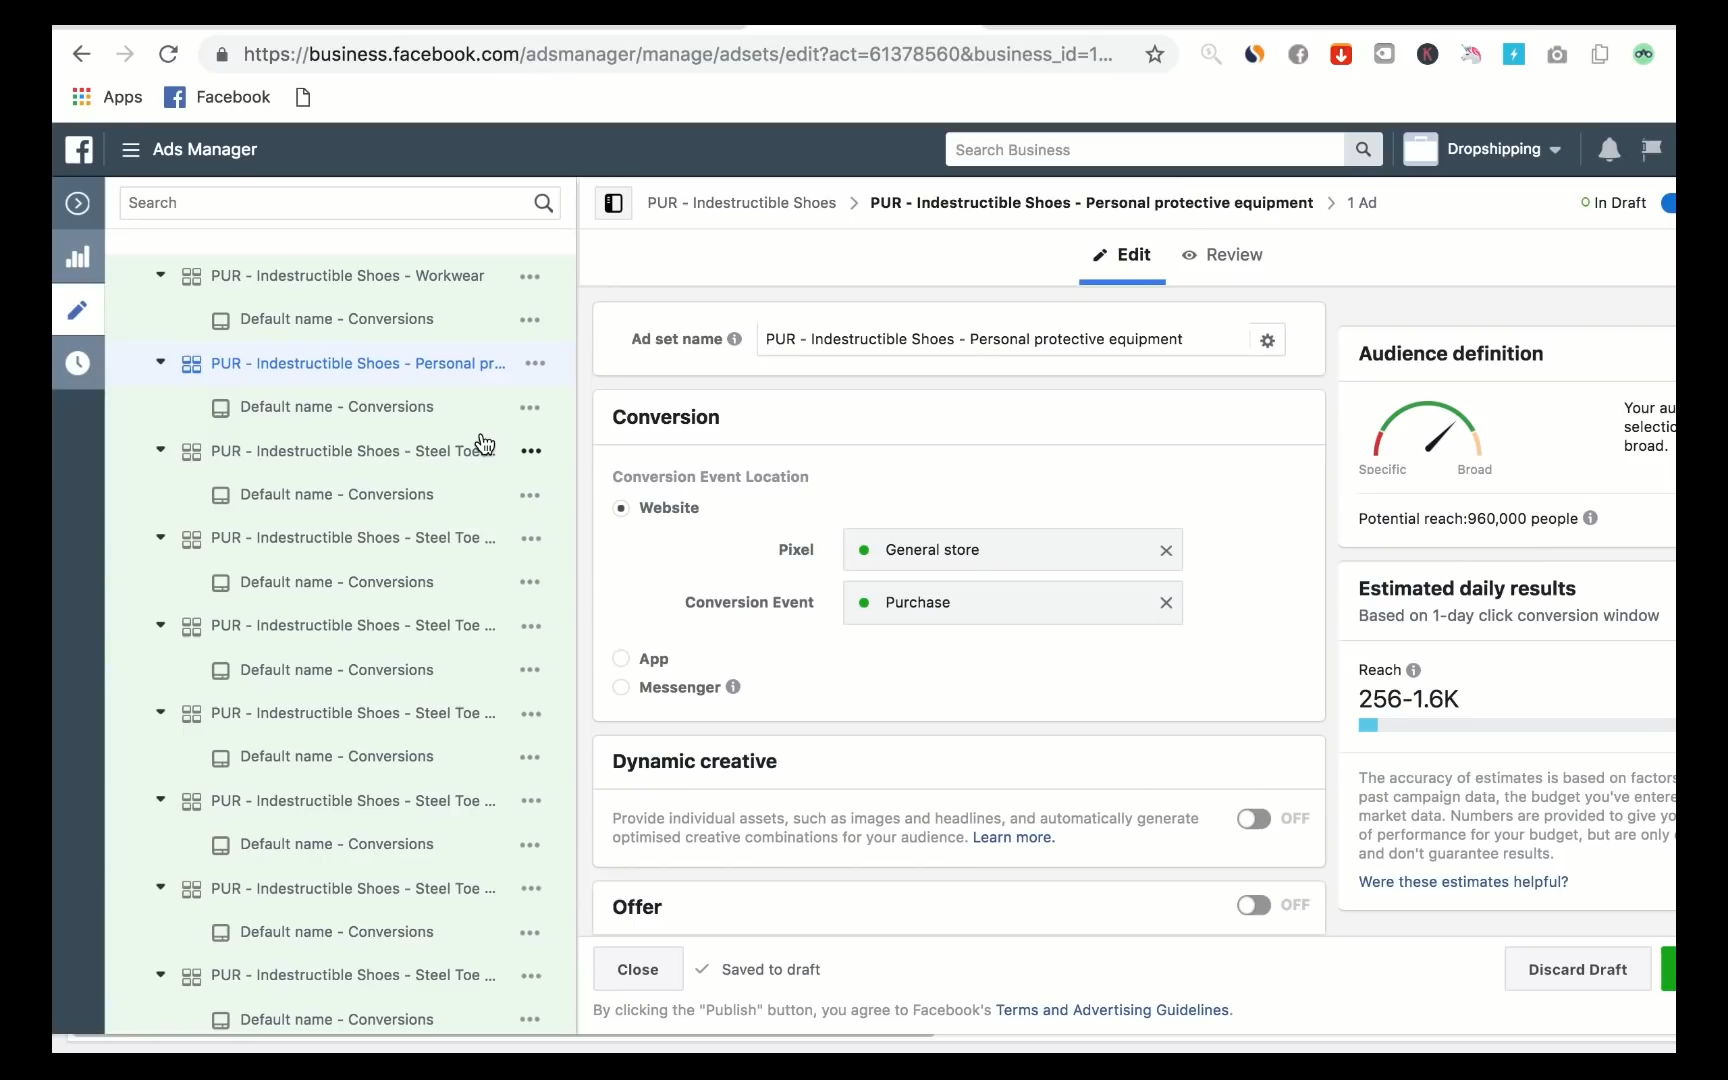 https://business.facebook.com/adsmanager/manage/adsets/edit?act=61378560&business_id=1...
Apps
Facebook
Ads Manager
Search Business
Dropshipping
Search
PUR - Indestructible Shoes
PUR - Indestructible Shoes - Personal protective equipment
1 Ad
In Draft
Edit
Review
PUR - Indestructible Shoes - Workwear
Default name - Conversions
PUR - Indestructible Shoes - Personal pr...
Default name - Conversions
PUR - Indestructible Shoes - Steel Toe
Default name - Conversions
PUR - Indestructible Shoes - Steel Toe ...
Default name - Conversions
PUR - Indestructible Shoes - Steel Toe ...
Default name - Conversions
PUR - Indestructible Shoes - Steel Toe ...
Default name - Conversions
PUR - Indestructible Shoes - Steel Toe ...
Default name - Conversions
PUR - Indestructible Shoes - Steel Toe ...
Default name - Conversions
PUR - Indestructible Shoes - Steel Toe ...
Default name - Conversions
Ad set name
PUR - Indestructible Shoes - Personal protective equipment
Conversion
Conversion Event Location
Website
Pixel
General store
Conversion Event
Purchase
App
Messenger
Dynamic creative
Provide individual assets, such as images and headlines, and automatically generate
optimised creative combinations for your audience. Learn more.
OFF
Offer
OFF
Close
Saved to draft
Discard Draft
By clicking the "Publish" button, you agree to Facebook's Terms and Advertising Guidelines.
Audience definition
Specific
Broad
Your au
selectio
broad.
Potential reach:960,000 people
Estimated daily results
Based on 1-day click conversion window
Reach
256-1.6K
The accuracy of estimates is based on factors
past campaign data, the budget you've entere
market data. Numbers are provided to give yo
of performance for your budget, but are only
and don't guarantee results.
Were these estimates helpful?